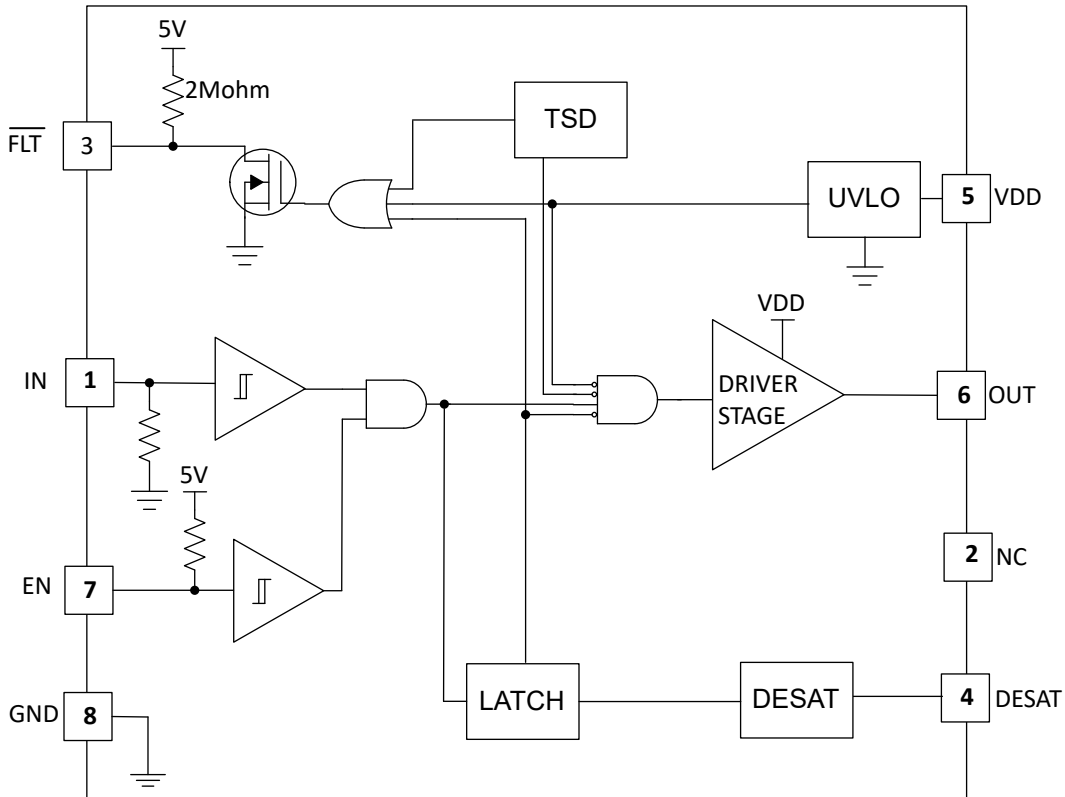 5V
2Mohm
FLT
3
TSD
UVLO
5
VDD
VDD
IN
1
DRIVER
STAGE
6
OUT
5V
2
NC
EN
7
LATCH
DESAT
4
DESAT
GND
8